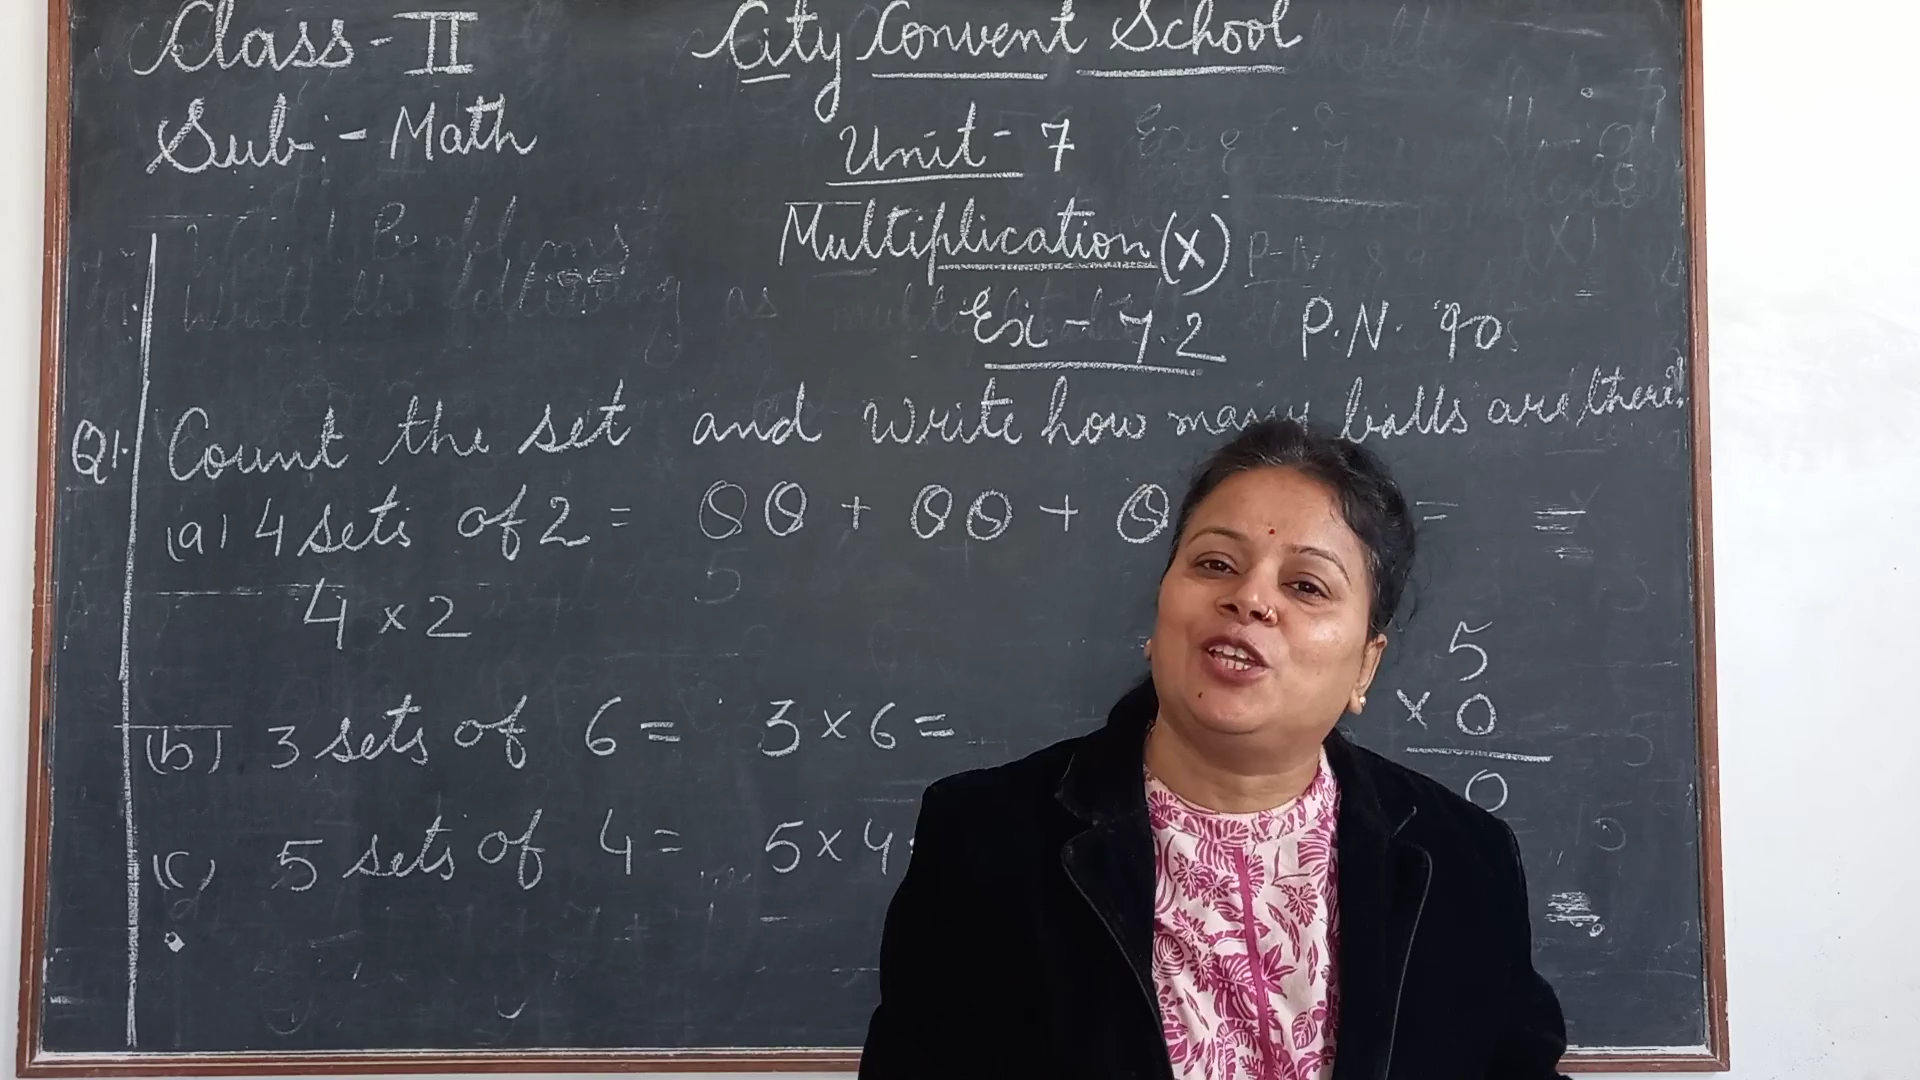 Class - II
City Convent School
Sub :- Math
Unit - 7
Multiplication (x)
Ex - 7.2 P.N. 90
Q1. Count the set and write how many balls are there?
(a) 4 sets of 2 = + + =
4 x 2
(b) 3 sets of 6 = 3 x 6 =
(c) 5 sets of 4 = 5 x 4
5
x 0
0